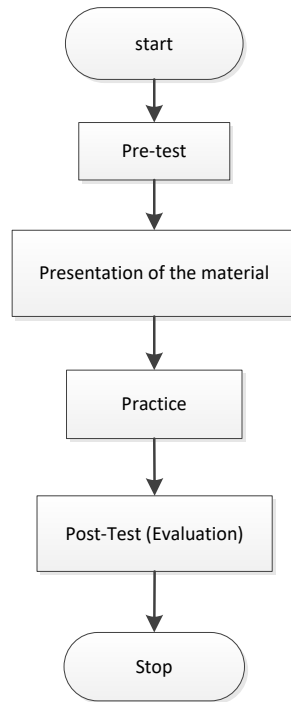 start
Pre-test
Presentation of the material
Practice
Post-Test (Evaluation)
Stop